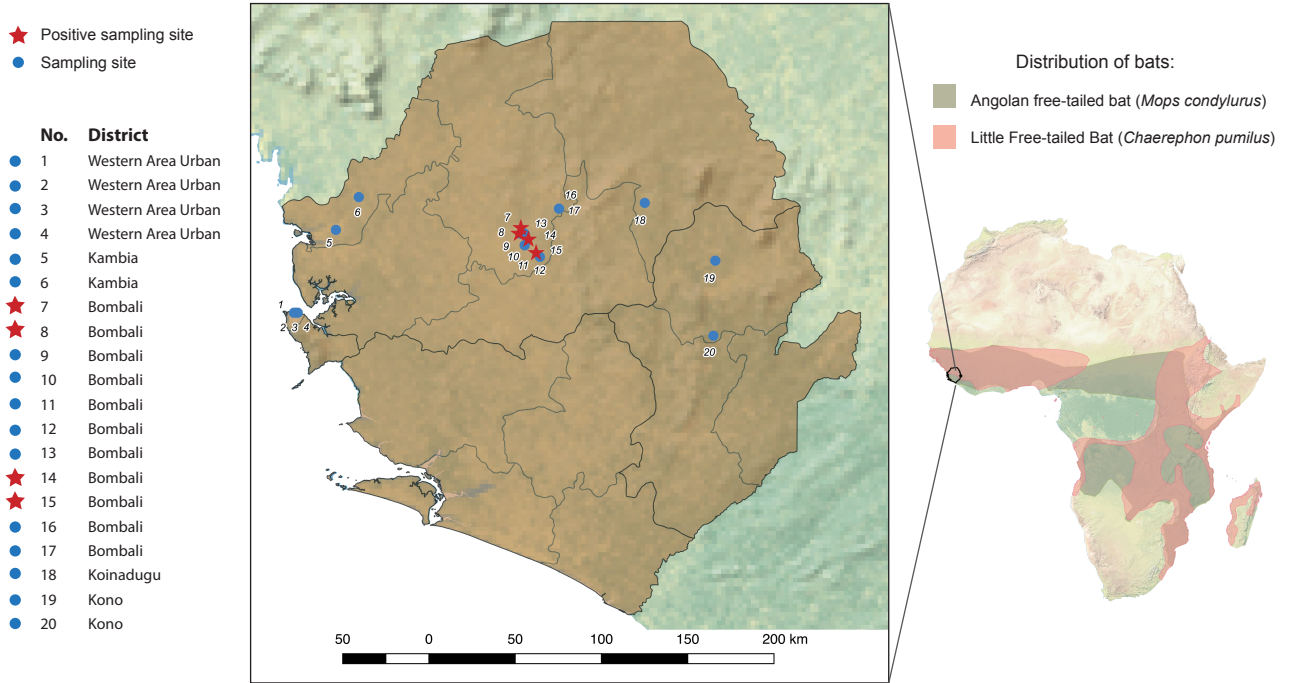 Positive sampling site
Sampling site
No. District
1 Western Area Urban
2 Western Area Urban
3 Western Area Urban
4 Western Area Urban
5 Kambia
6 Kambia
7 Bombali
8 Bombali
9 Bombali
10 Bombali
11 Bombali
12 Bombali
13 Bombali
14 Bombali
15 Bombali
16 Bombali
17 Bombali
18 Koinadugu
19 Kono
20 Kono
16
6
17
18
7
13
5
8
14
9
15
10
11
12
19
1
2 3 4
20
50 0 50 100 150 200 km
Distribution of bats:
Angolan free-tailed bat (Mops condylurus)
Little Free-tailed Bat (Chaerephon pumilus)